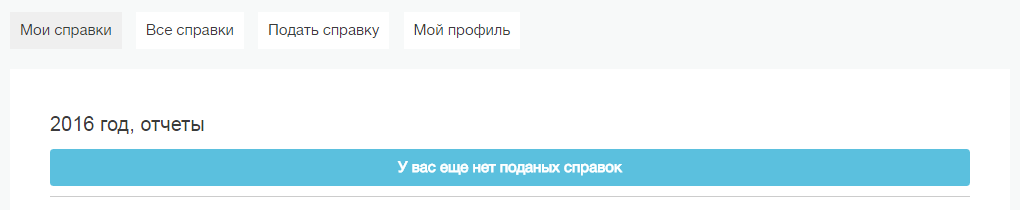 Мои справки Все справки Подать справку Мой профиль
2016 год, отчеты
У вас еще нет поданых справок